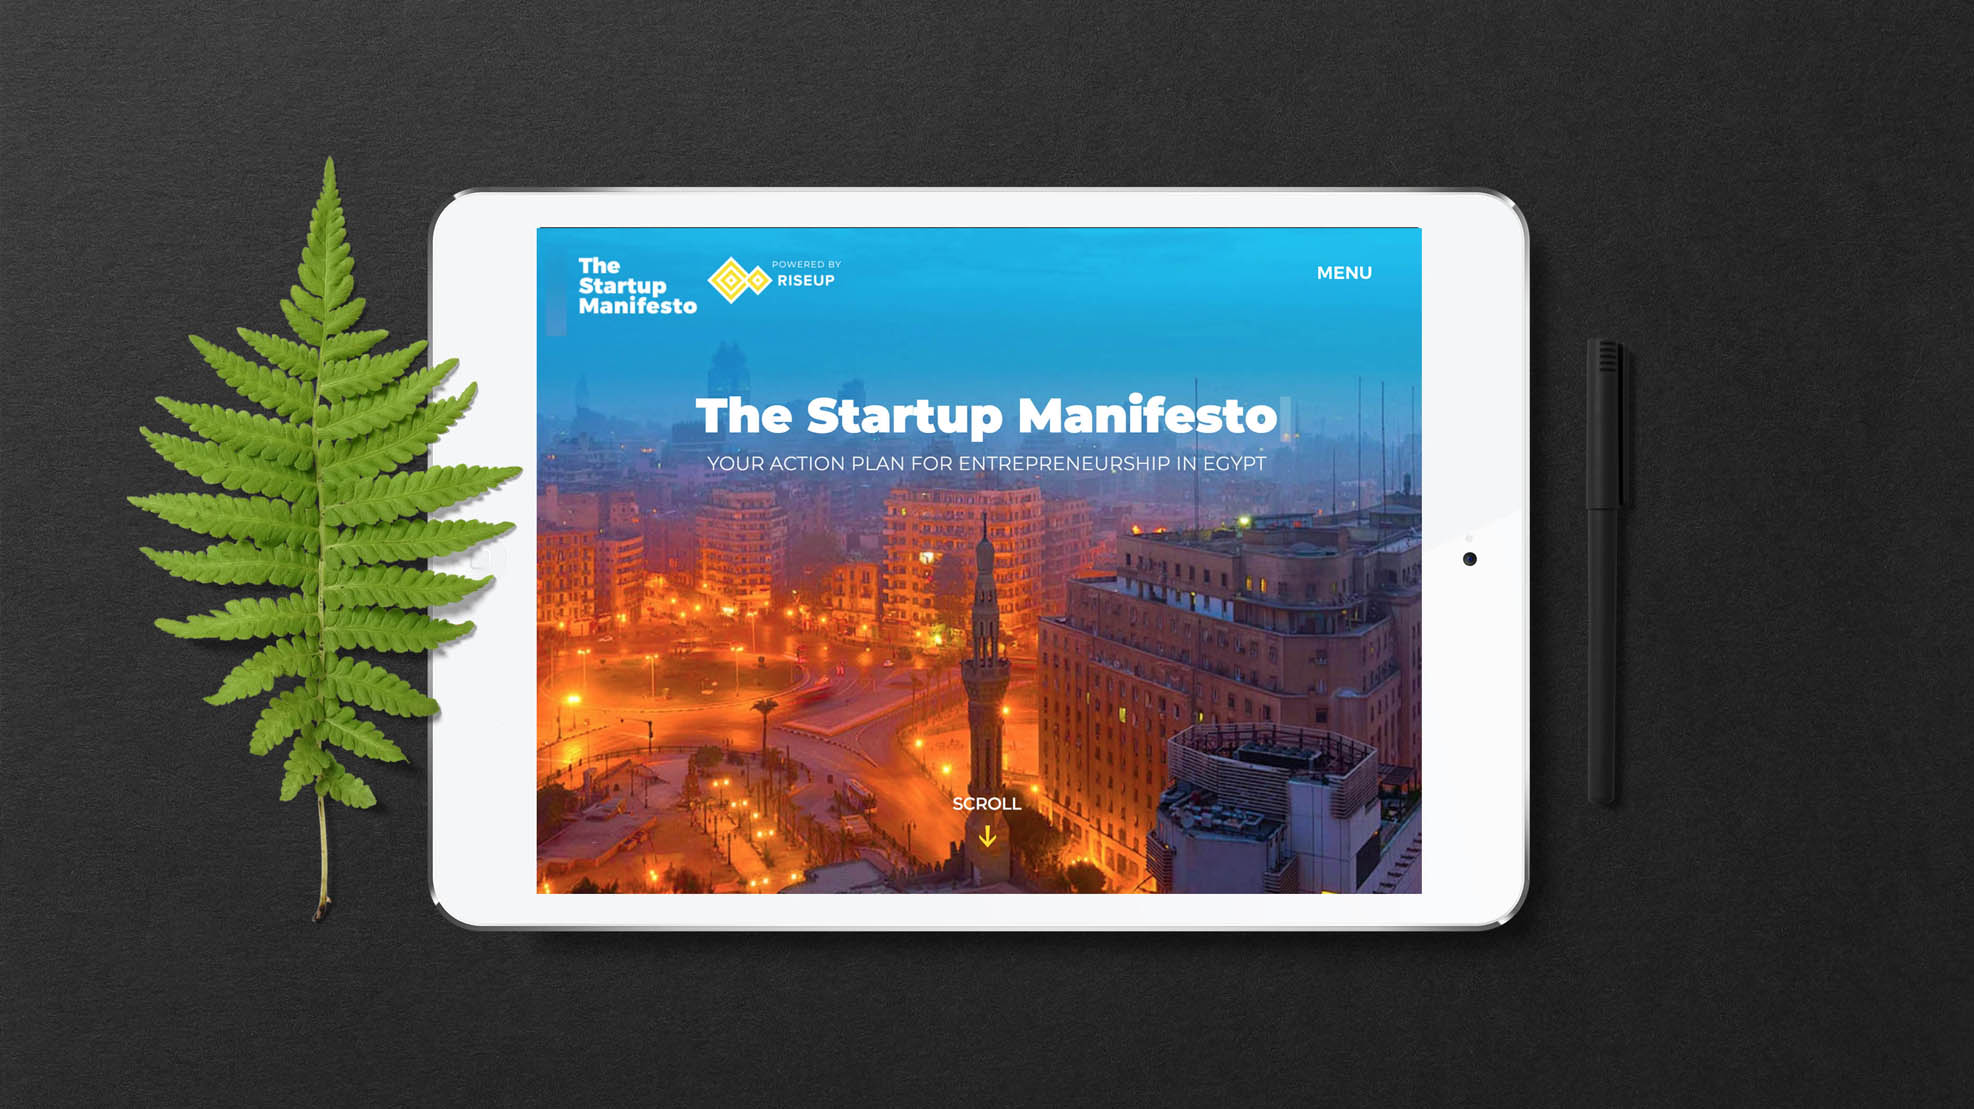 The
Startup
Manifesto
POWERED BY
RISEUP
MENU
The Startup Manifesto
YOUR ACTION PLAN FOR ENTREPRENEURSHIP IN EGYPT
SCROLL